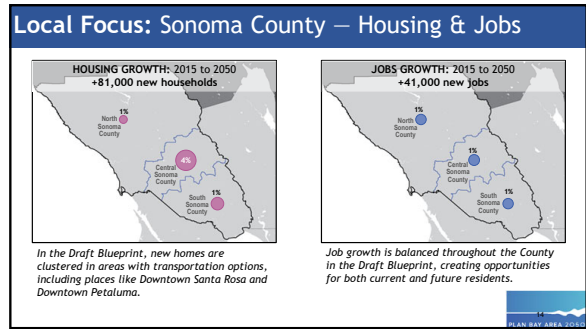 Local Focus: Sonoma County — Housing & Jobs
HOUSING GROWTH: 2015 to 2050
+81,000 new households
1%
North
Sonoma
County
4%
Central
Sonoma
County
1%
South
Sonoma
County
In the Draft Blueprint, new homes are
clustered in areas with transportation options,
including places like Downtown Santa Rosa and
Downtown Petaluma.
JOBS GROWTH: 2015 to 2050
+41,000 new jobs
1%
North
Sonoma
County
1%
Central
Sonoma
County
1%
South
Sonoma
County
Job growth is balanced throughout the County
in the Draft Blueprint, creating opportunities
for both current and future residents.
14
PLAN BAY AREA 2050